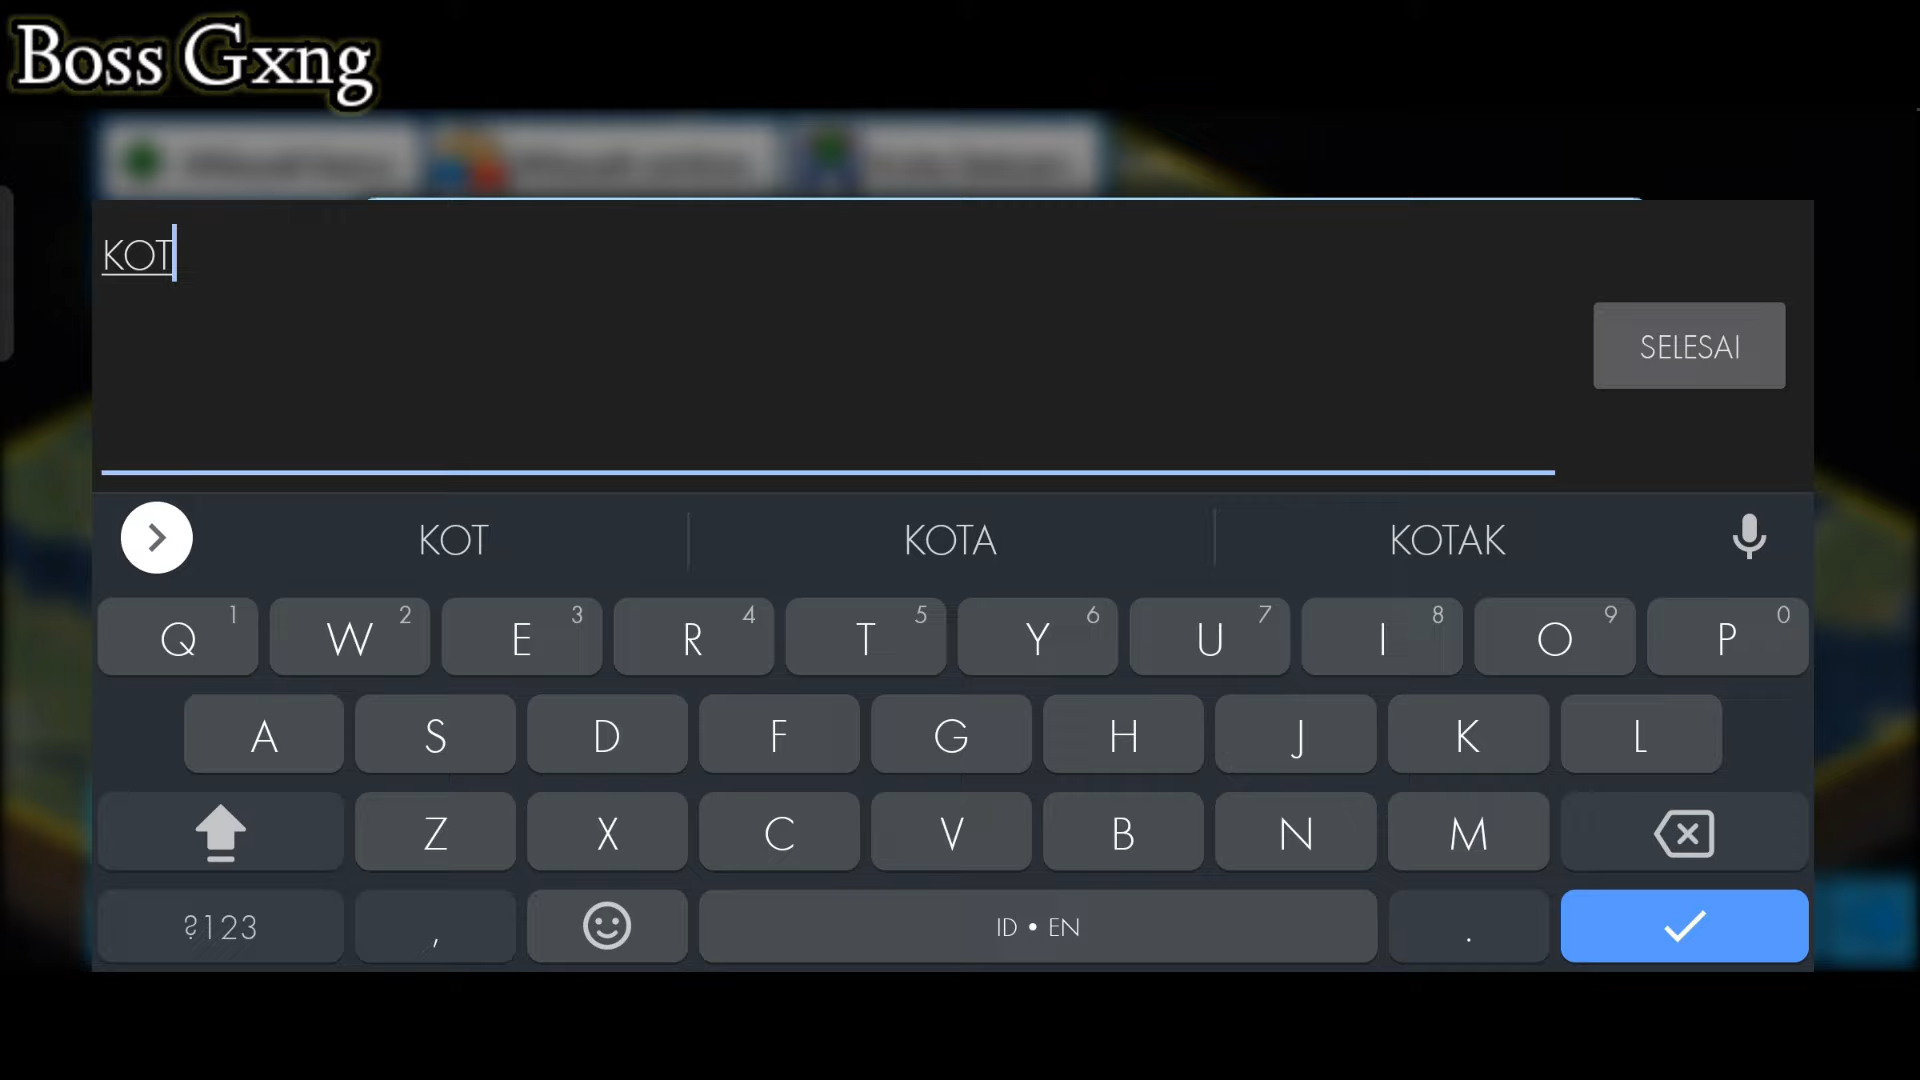 Boss Gxng
KOT
SELESAI
KOT KOTA KOTAK
Q 1 W 2 E 3 R 4 T 5 Y 6 U 7 I 8 O 9 P 0
A S D F G H J K L
Z X C V B N M
?123 , ID • EN .